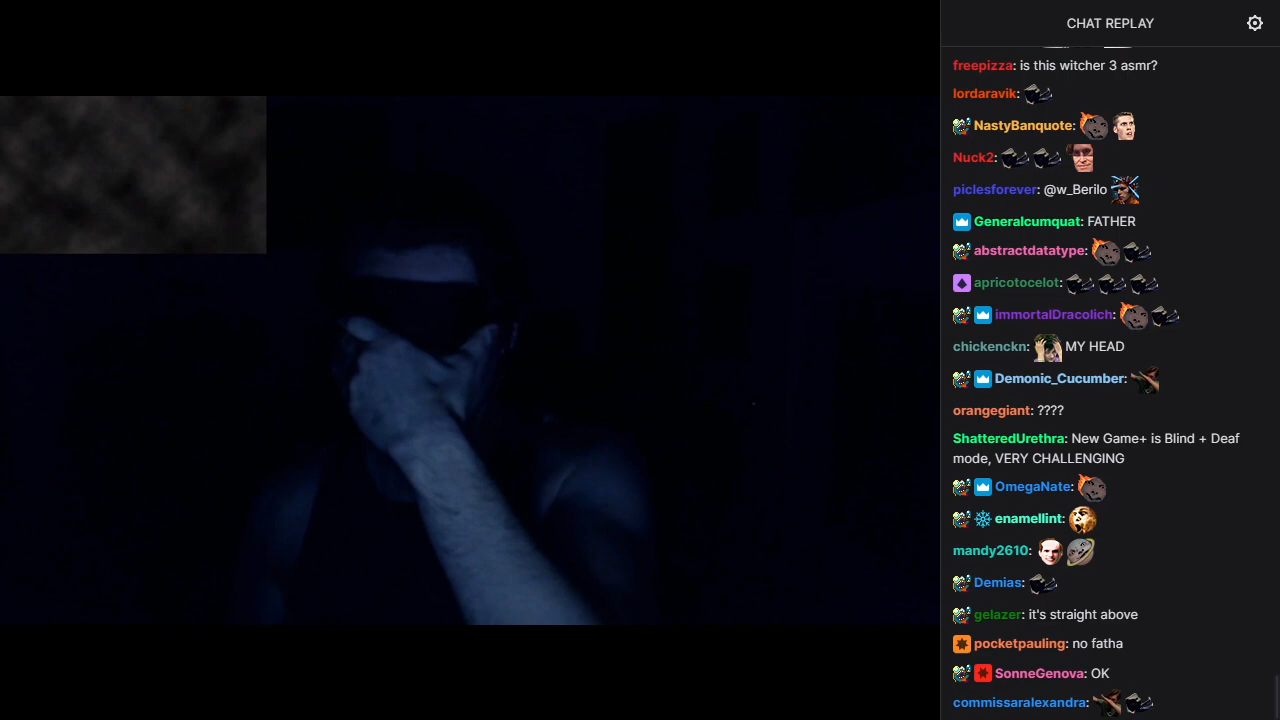 CHAT REPLAY
freepizza: is this witcher 3 asmr?
lordaravik:
NastyBanquote:
Nuck2:
piclesforever: @w_Berilo
Generalcumquat: FATHER
abstractdatatype:
apricotocelot:
immortalDracolich:
chickenckn: MY HEAD
Demonic_Cucumber:
orangegiant: ????
ShatteredUrethra: New Game+ is Blind + Deaf
mode, VERY CHALLENGING
OmegaNate:
enamellint:
mandy2610:
Demias:
gelazer: it's straight above
pocketpauling: no fatha
SonneGenova: OK
commissaralexandra: